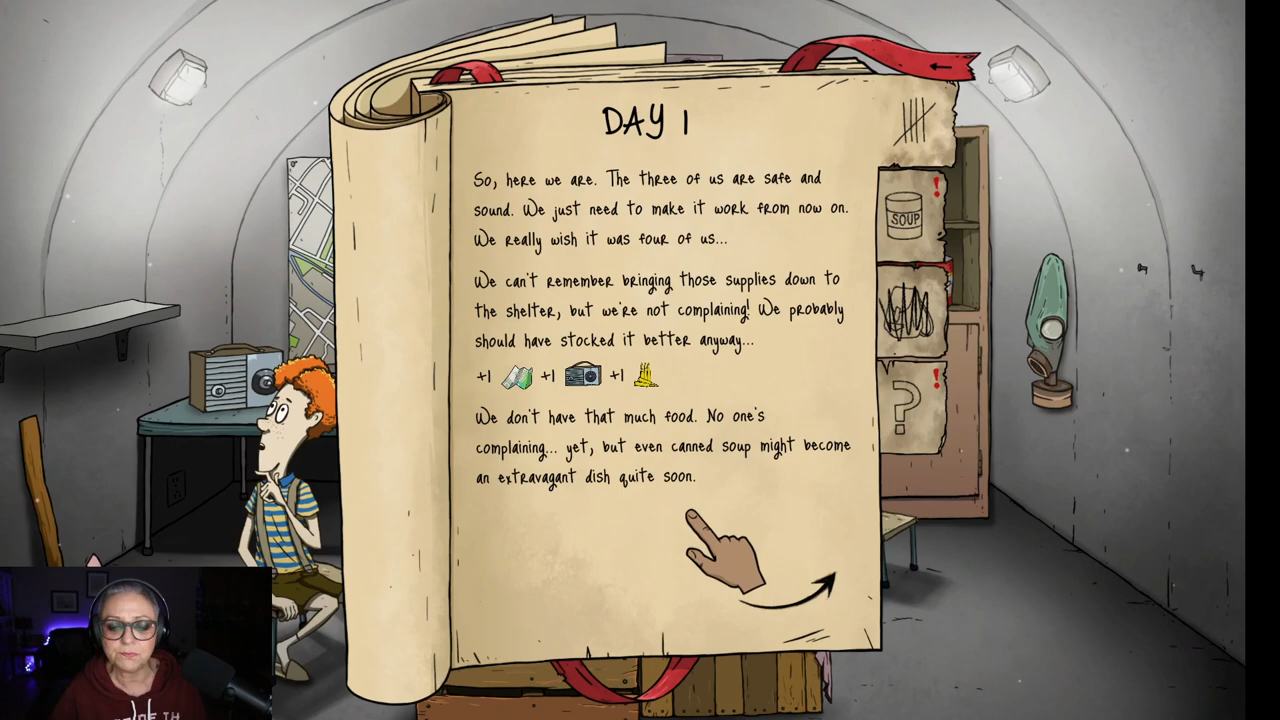 DAY 1
So, here we are. The three of us are safe and
sound. We just need to make it work from now on.
We really wish it was four of us...
We can't remember bringing those supplies down to
the shelter, but we're not complaining! We probably
should have stocked it better anyway...
+1 +1 +1
We don't have that much food. No one's
complaining... yet, but even canned soup might become
an extravagant dish quite soon.
!
SOUP
?
!